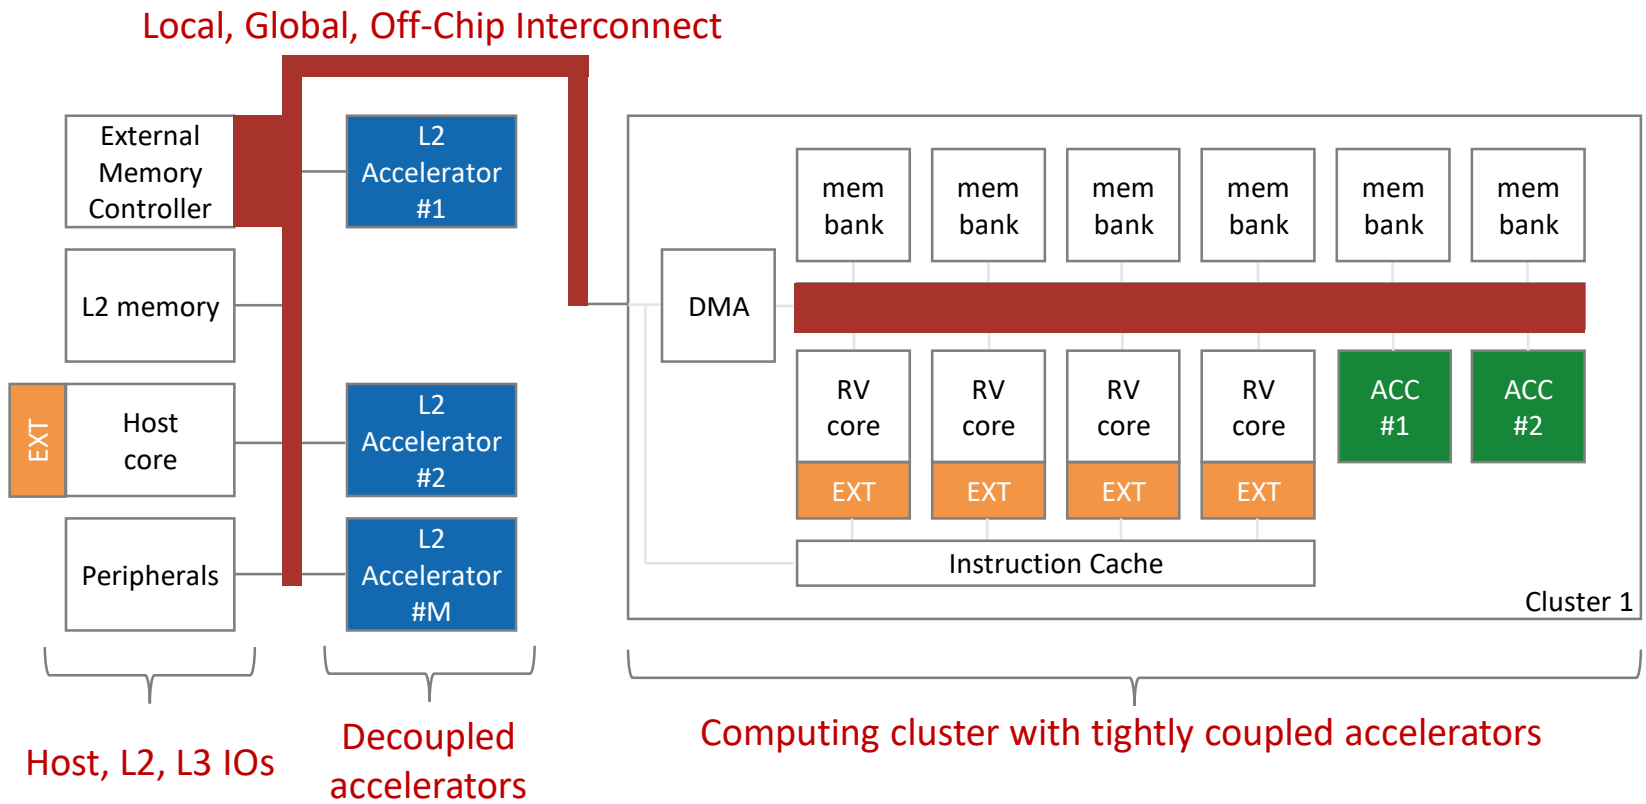 Local, Global, Off-Chip Interconnect
External
Memory
Controller
L2
Accelerator
#1
L2 memory
EXT
Host
core
L2
Accelerator
#2
Peripherals
L2
Accelerator
#M
mem
bank
mem
bank
mem
bank
mem
bank
mem
bank
mem
bank
DMA
RV
core
RV
core
RV
core
RV
core
ACC
#1
ACC
#2
EXT
EXT
EXT
EXT
Instruction Cache
Cluster 1
Host, L2, L3 IOs
Decoupled
accelerators
Computing cluster with tightly coupled accelerators